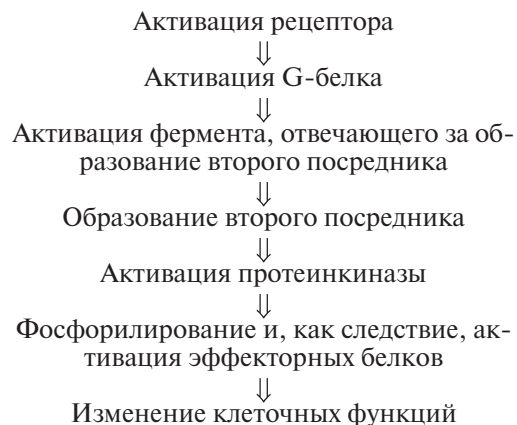 Активация рецептора
⇓
Активация G-белка
⇓
Активация фермента, отвечающего за об-
разование второго посредника
⇓
Образование второго посредника
⇓
Активация протеинкиназы
⇓
Фосфорилирование и, как следствие, ак-
тивация эффекторных белков
⇓
Изменение клеточных функций